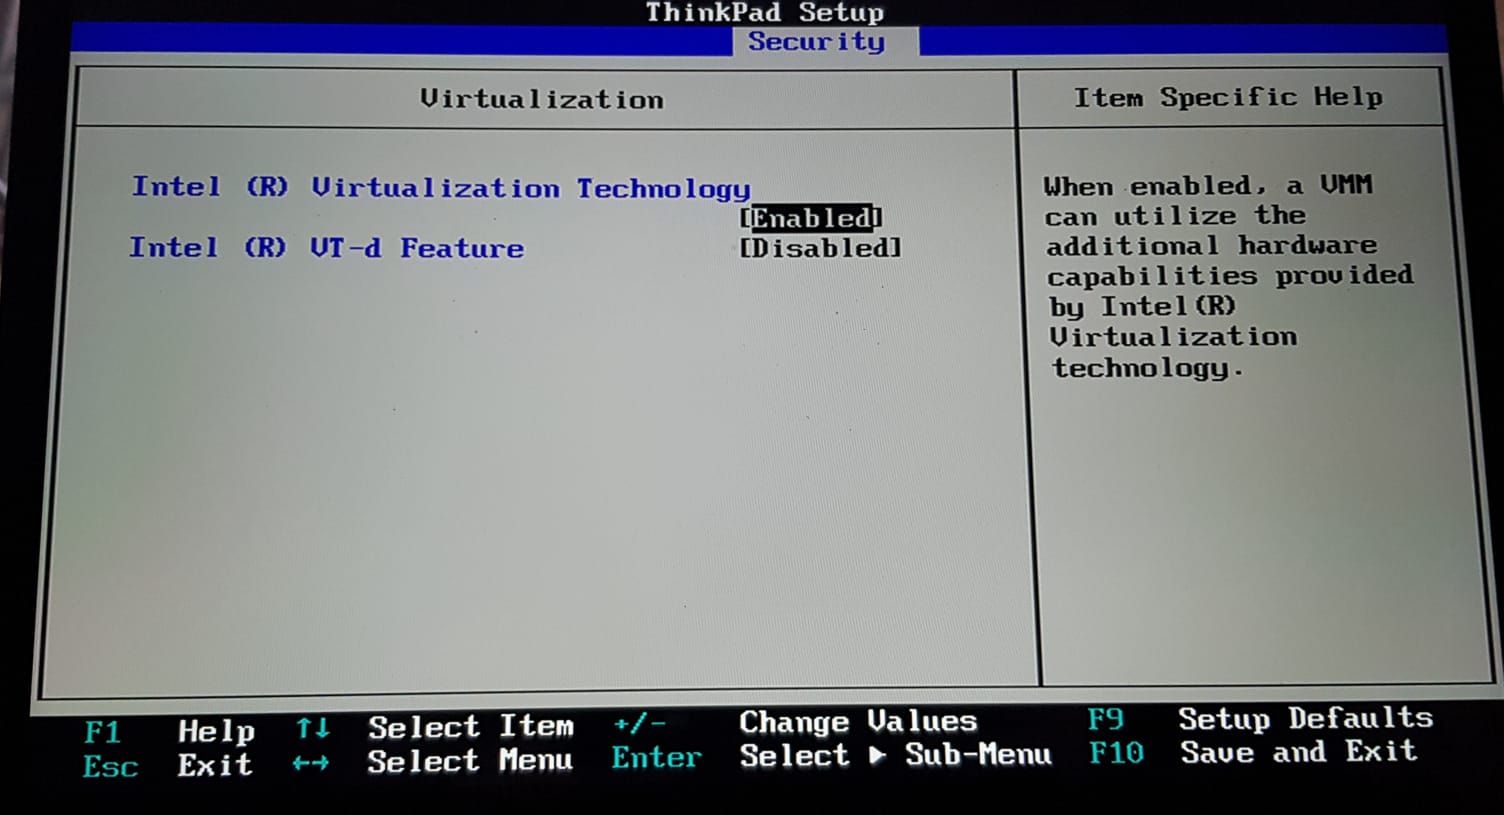 ThinkPad Setup
Security
Virtualization
Intel (R) Virtualization Technology
[Enabled]
Intel (R) VT-d Feature [Disabled]
Item Specific Help
When enabled, a VMM
can utilize the
additional hardware
capabilities provided
by Intel(R)
Virtualization
technology.
F1 Help ↑↓ Select Item +/- Change Values F9 Setup Defaults
Esc Exit ←→ Select Menu Enter Select ▶ Sub-Menu F10 Save and Exit